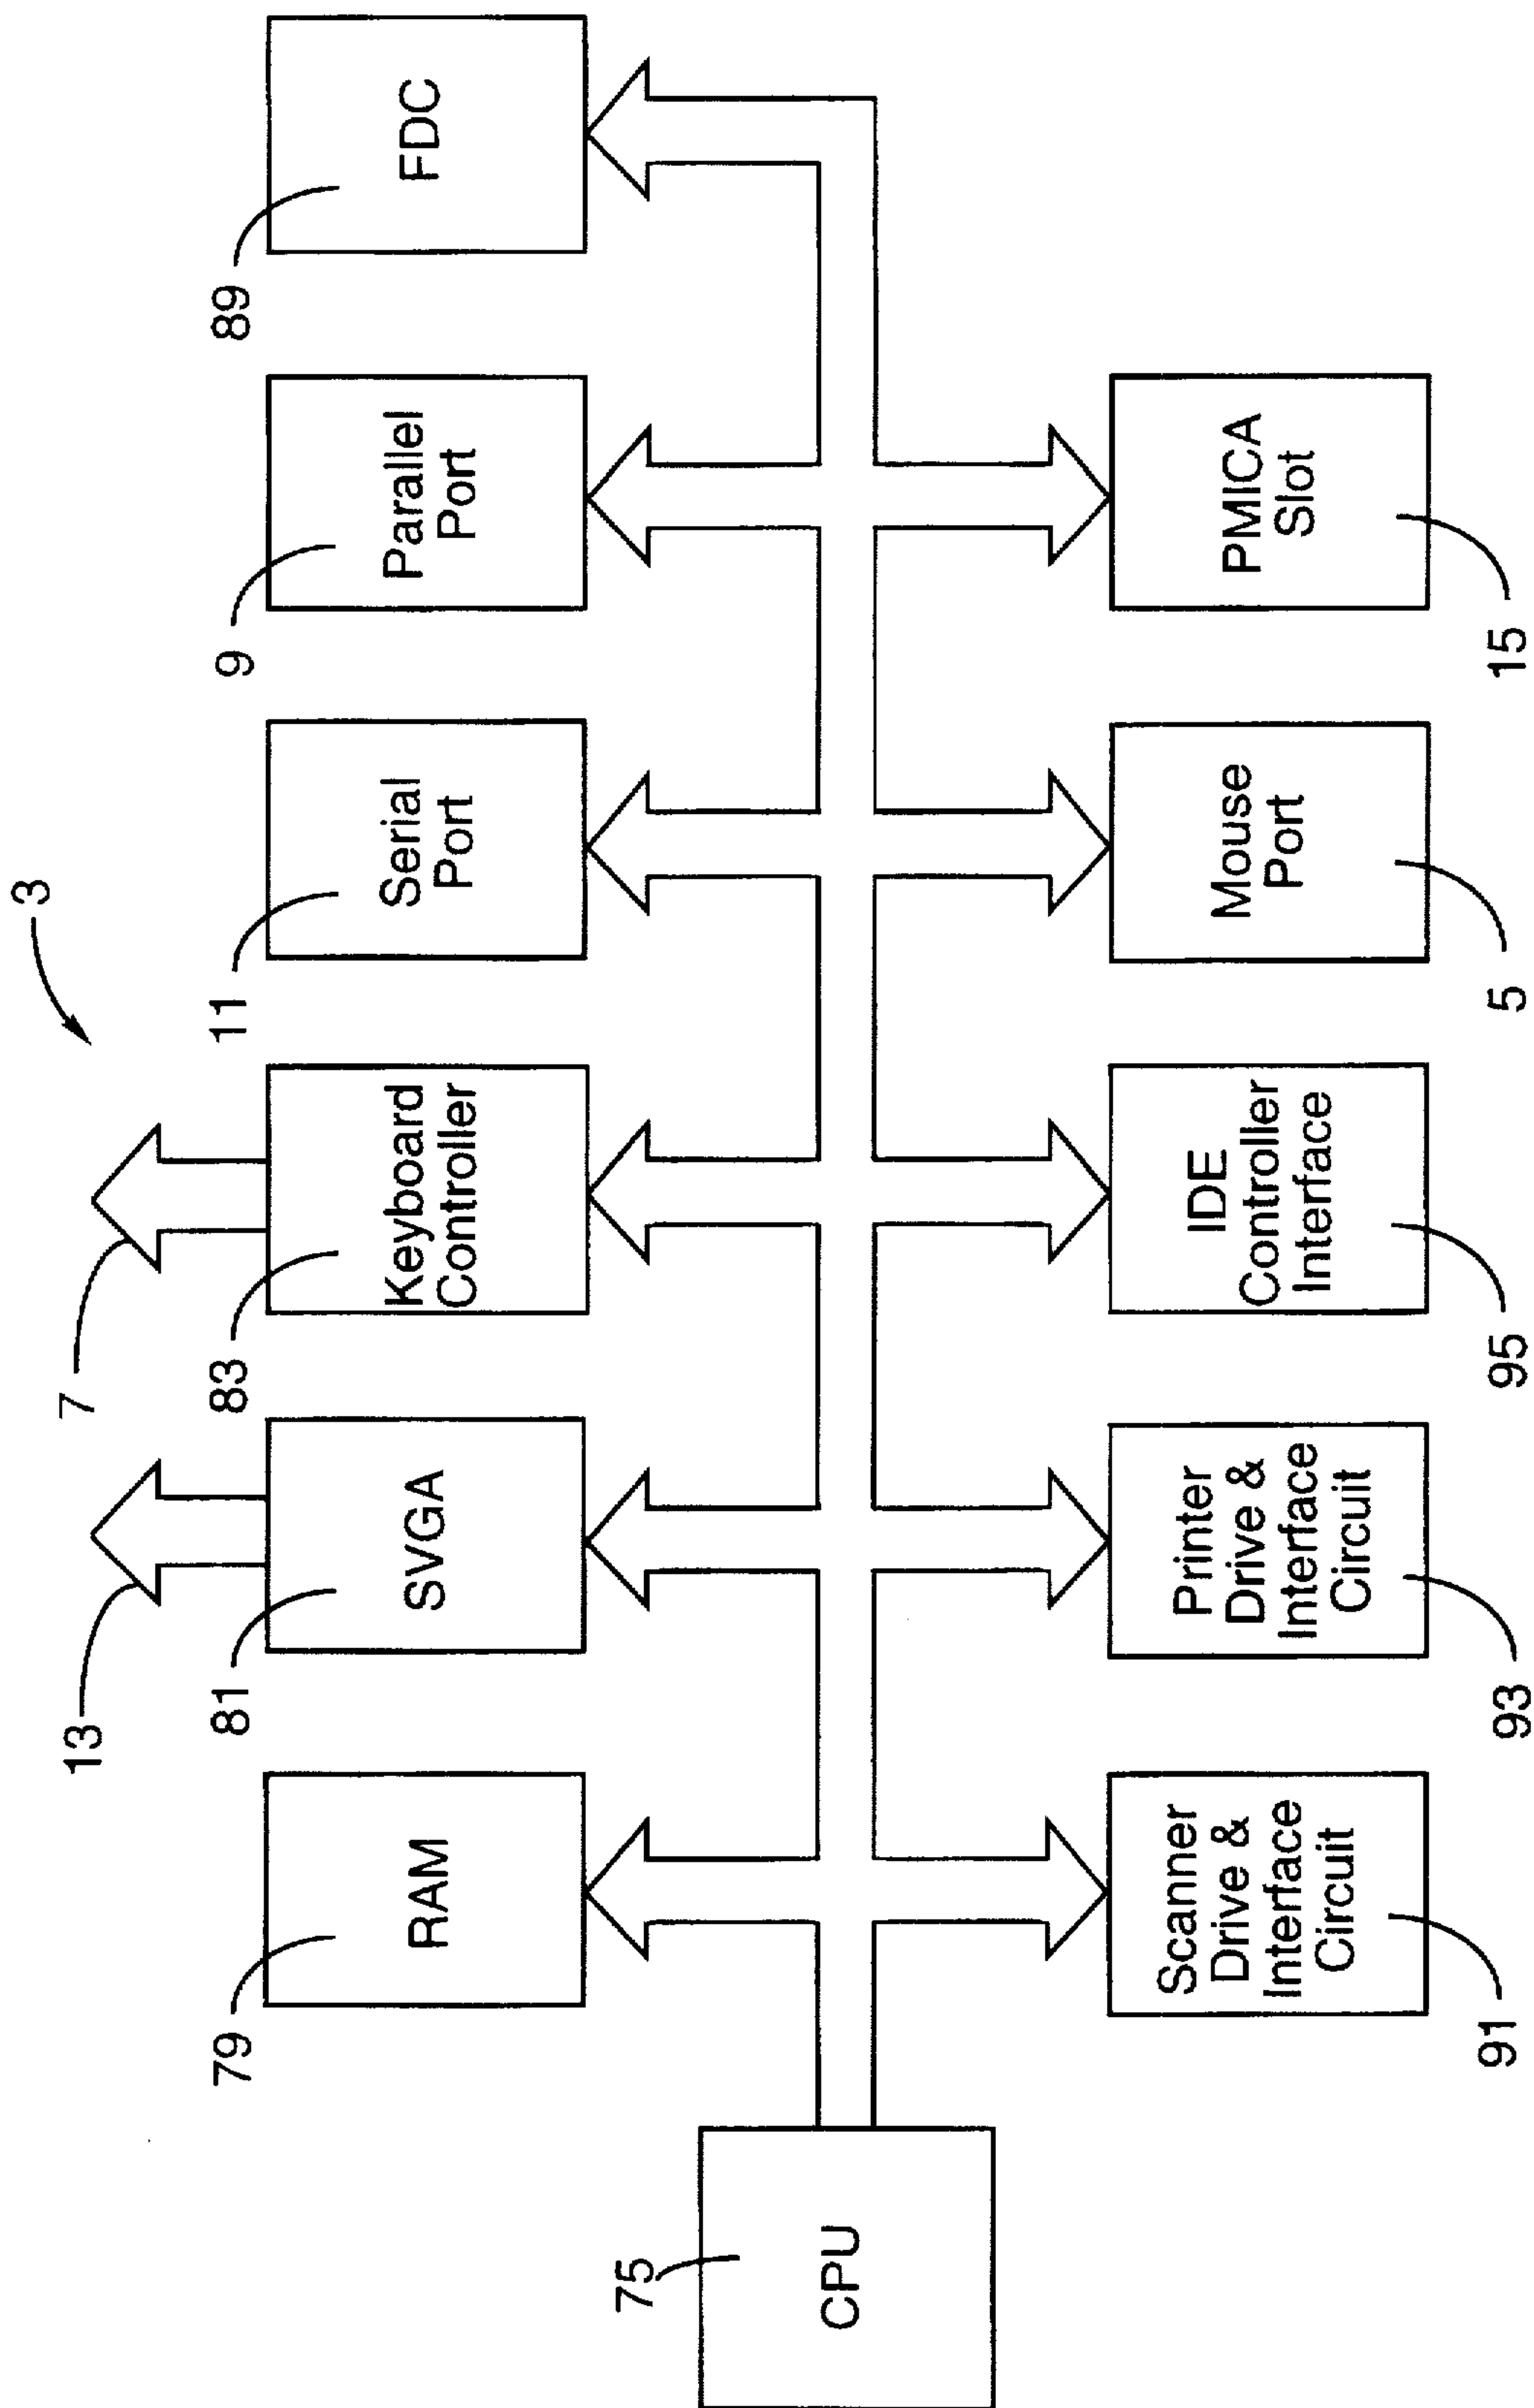 3
13
7
81
SVGA
83
Keyboard
Controller
79
RAM
11
Serial
Port
9
Parallel
Port
89
FDC
75
CPU
Scanner
Drive &
Interface
Circuit
91
Printer
Drive &
Interface
Circuit
93
IDE
Controller
Interface
95
Mouse
Port
5
PMICA
Slot
15